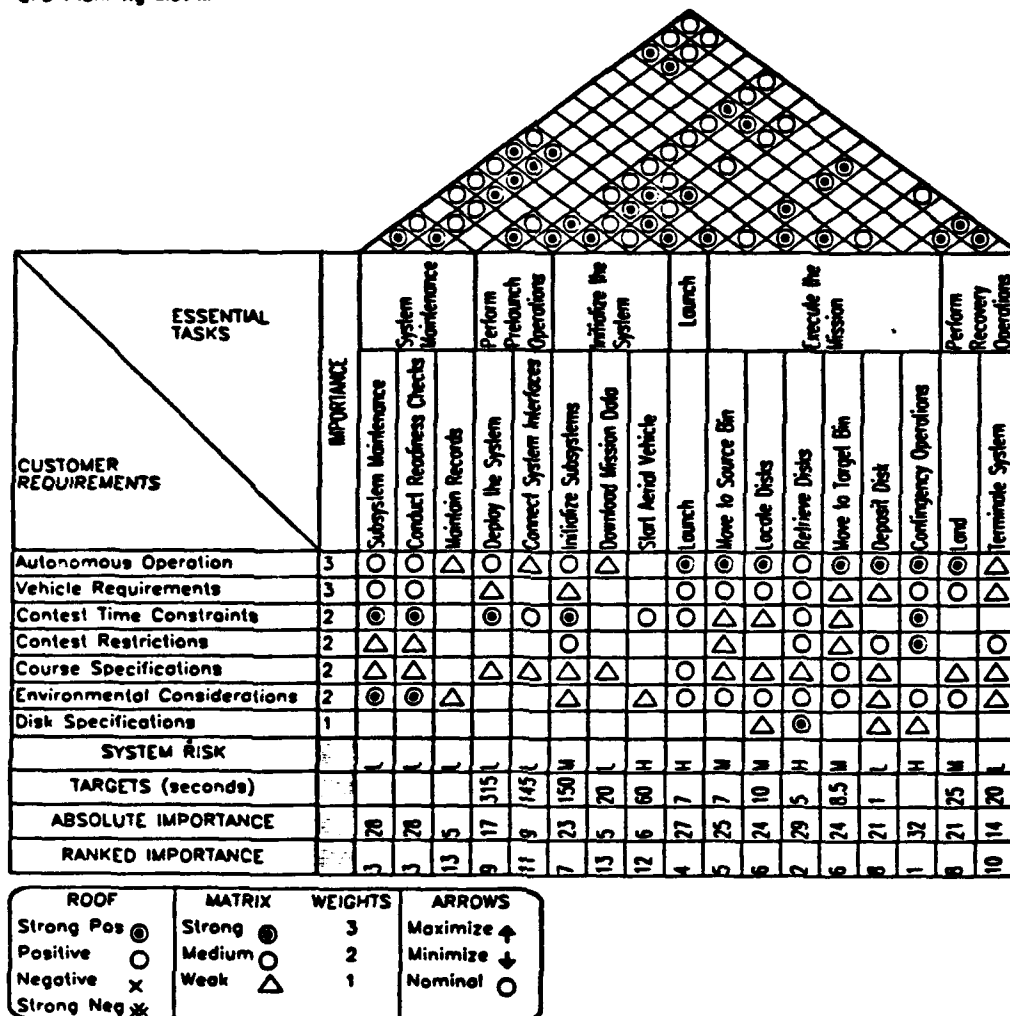 ESSENTIAL
TASKS
CUSTOMER
REQUIREMENTS
IMPORTANCE
System
Maintenance
Perform
Prelaunch
Operations
Initialize the
System
Launch
Execute the
Mission
Perform
Recovery
Operations
Subsystem Maintenance
Conduct Readiness Checks
Maintain Records
Deploy the System
Connect System Interfaces
Initialize Subsystems
Download Mission Data
Start Aerial Vehicle
Launch
Move to Source Bin
Locate Disks
Retrieve Disks
Move to Target Bin
Deposit Disk
Contingency Operations
Land
Terminate System
Autonomous Operation 3
Vehicle Requirements 3
Contest Time Constraints 2
Contest Restrictions 2
Course Specifications 2
Environmental Considerations 2
Disk Specifications 1
SYSTEM RISK L L L L L M L H H M M H M L H M L
TARGETS (seconds) 315 145 150 20 60 7 7 10 5 8.5 1 25 20
ABSOLUTE IMPORTANCE 28 28 5 17 9 23 5 6 27 25 24 29 24 21 32 21 14
RANKED IMPORTANCE 3 3 13 9 11 7 13 12 4 5 6 2 6 8 1 8 10
ROOF MATRIX WEIGHTS ARROWS
Strong Pos Strong 3 Maximize
Positive Medium 2 Minimize
Negative Weak 1 Nominal
Strong Neg